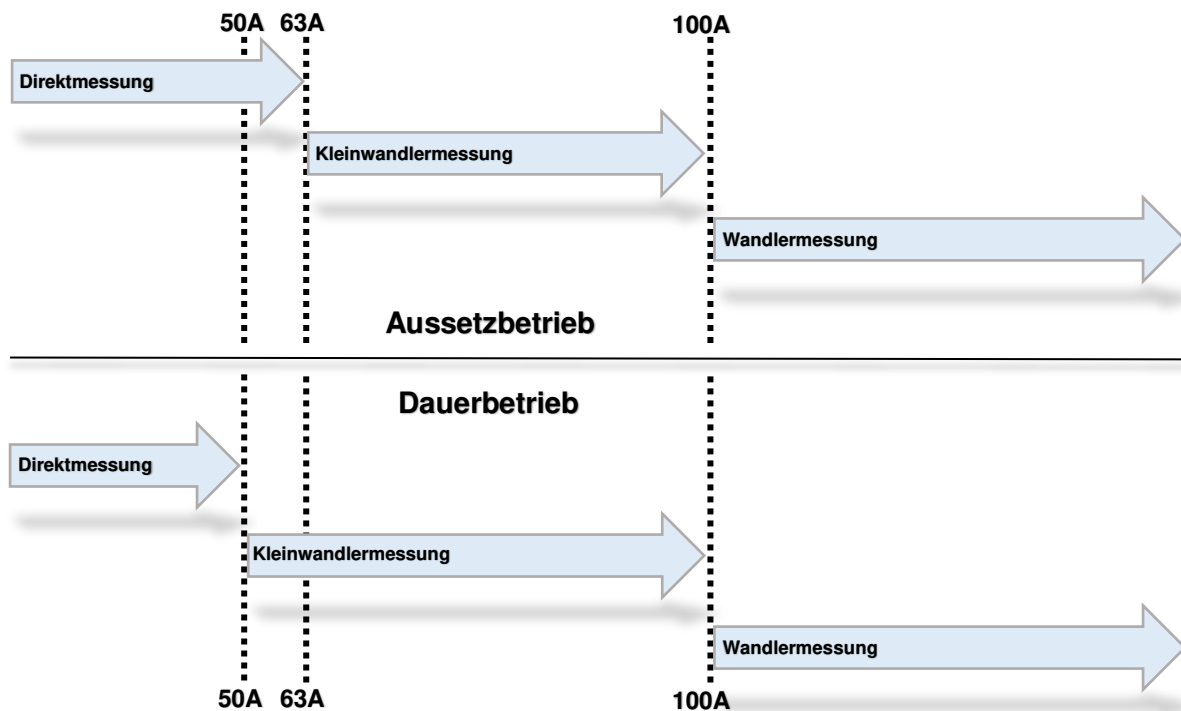 50A 63A 100A
Direktmessung
Kleinwandlermessung
Wandlermessung
Aussetzbetrieb
Dauerbetrieb
Direktmessung
Kleinwandlermessung
Wandlermessung
50A 63A 100A